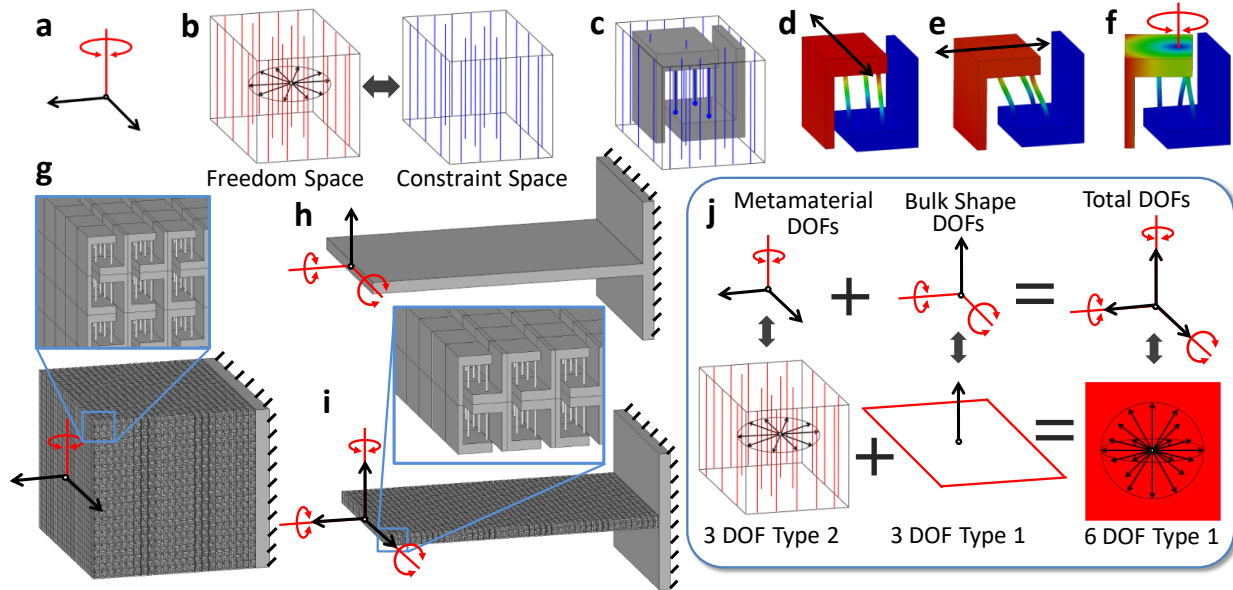 a
b
c
d
e
f
Freedom Space
Constraint Space
g
h
i
j
Metamaterial
DOFs
Bulk Shape
DOFs
Total DOFs
+
=
+
=
3 DOF Type 2
3 DOF Type 1
6 DOF Type 1